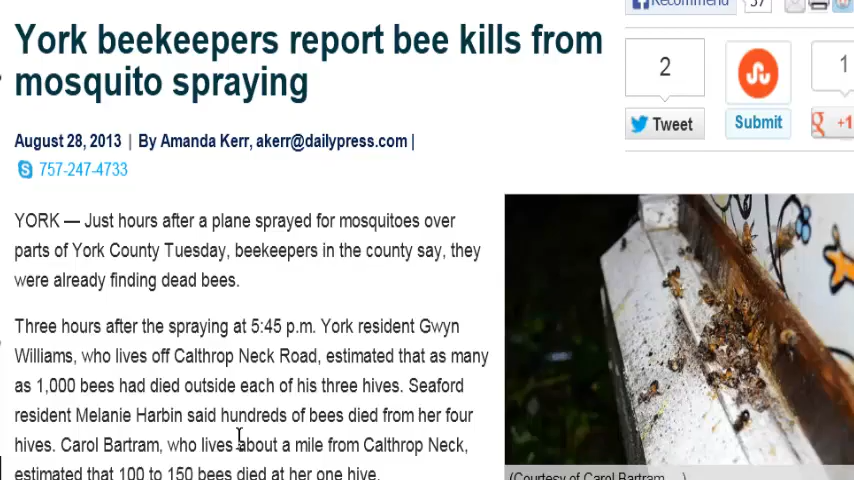 Recommend
37
York beekeepers report bee kills from
mosquito spraying
2
1
Tweet
Submit
+1
August 28, 2013 | By Amanda Kerr, akerr@dailypress.com |
757-247-4733
YORK — Just hours after a plane sprayed for mosquitoes over
parts of York County Tuesday, beekeepers in the county say, they
were already finding dead bees.
Three hours after the spraying at 5:45 p.m. York resident Gwyn
Williams, who lives off Calthrop Neck Road, estimated that as many
as 1,000 bees had died outside each of his three hives. Seaford
resident Melanie Harbin said hundreds of bees died from her four
hives. Carol Bartram, who lives about a mile from Calthrop Neck,
estimated that 100 to 150 bees died at her one hive.
(Courtesy of Carol Bartram